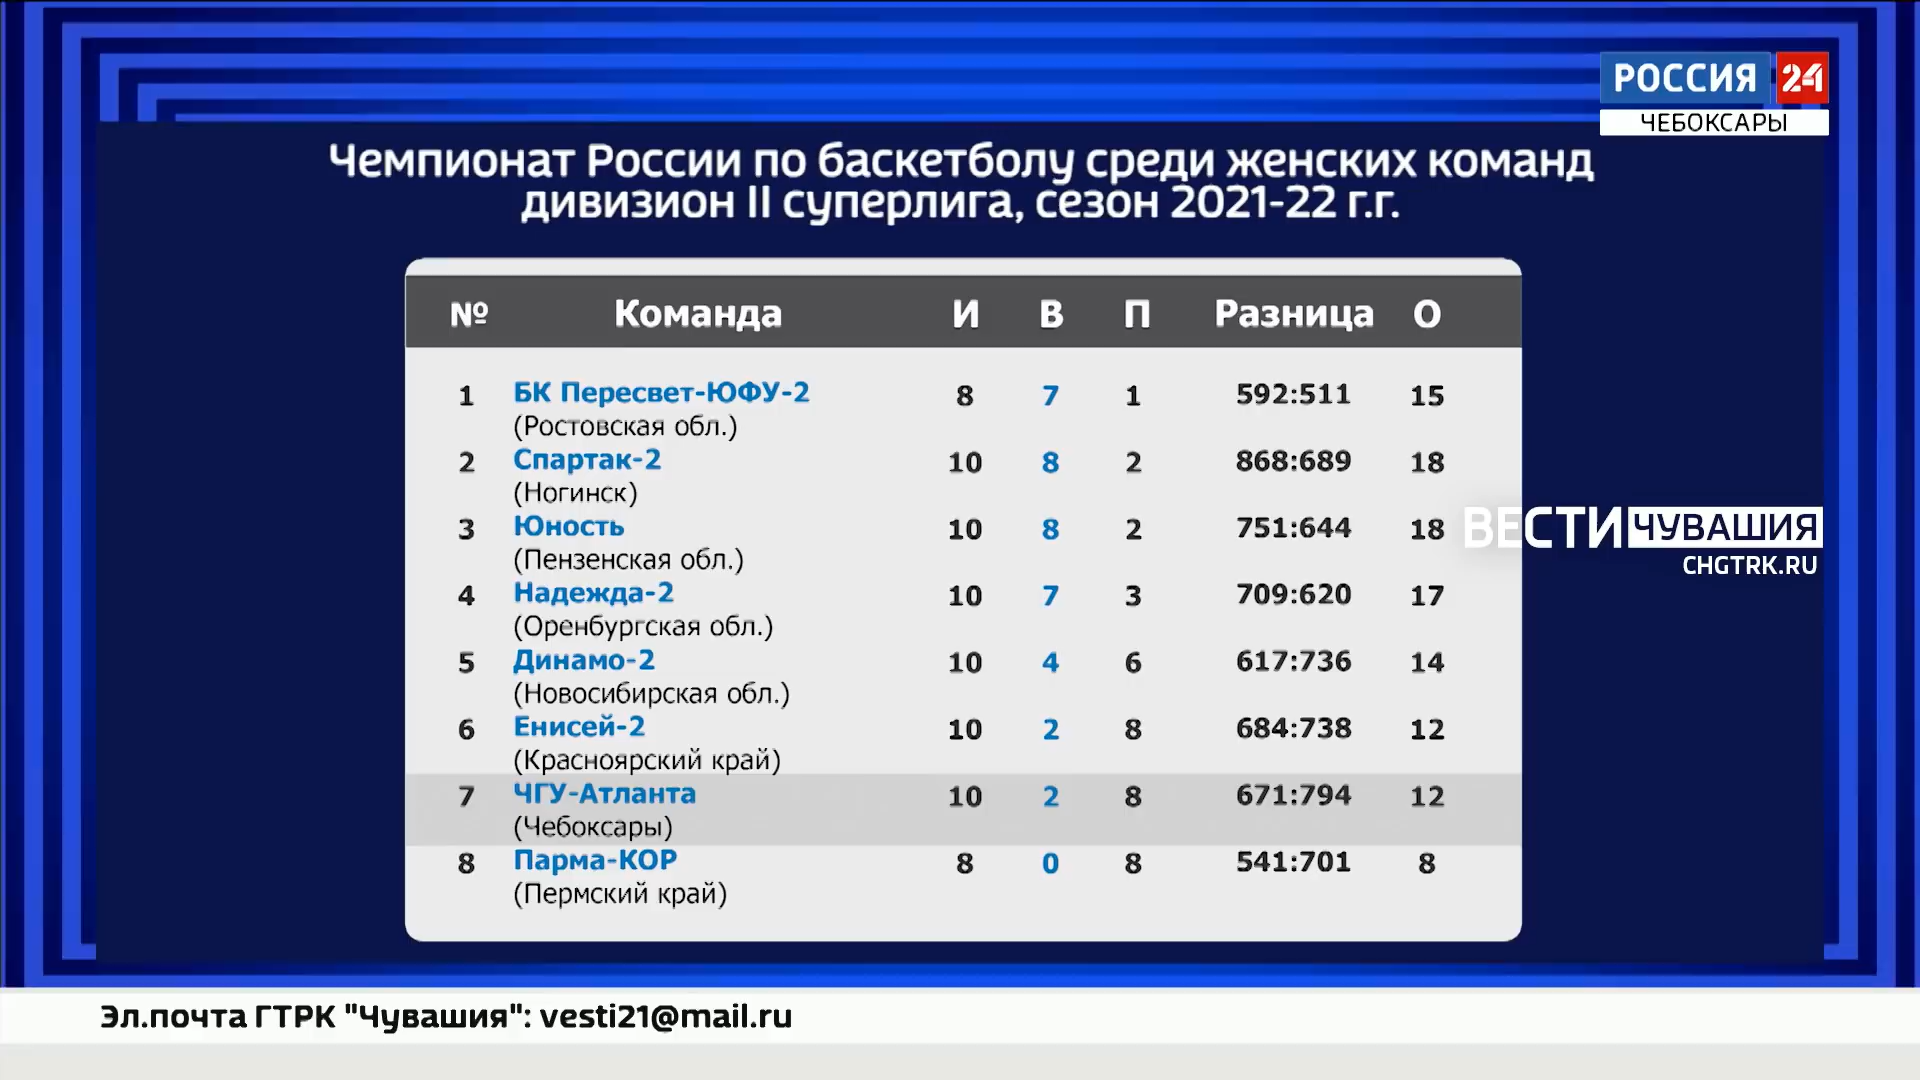 РОССИЯ 24
ЧЕБОКСАРЫ
Чемпионат России по баскетболу среди женских команд
дивизион II суперлига, сезон 2021-22 г.г.
№ Команда И В П Разница О
1 БК Пересвет-ЮФУ-2 8 7 1 592:511 15
(Ростовская обл.)
2 Спартак-2 10 8 2 868:689 18
(Ногинск)
3 Юность 10 8 2 751:644 18
(Пензенская обл.)
ВЕСТИ ЧУВАШИЯ
CHGTRK.RU
4 Надежда-2 10 7 3 709:620 17
(Оренбургская обл.)
5 Динамо-2 10 4 6 617:736 14
(Новосибирская обл.)
6 Енисей-2 10 2 8 684:738 12
(Красноярский край)
7 ЧГУ-Атланта 10 2 8 671:794 12
(Чебоксары)
8 Парма-КОР 8 0 8 541:701 8
(Пермский край)
Эл.почта ГТРК "Чувашия": vesti21@mail.ru